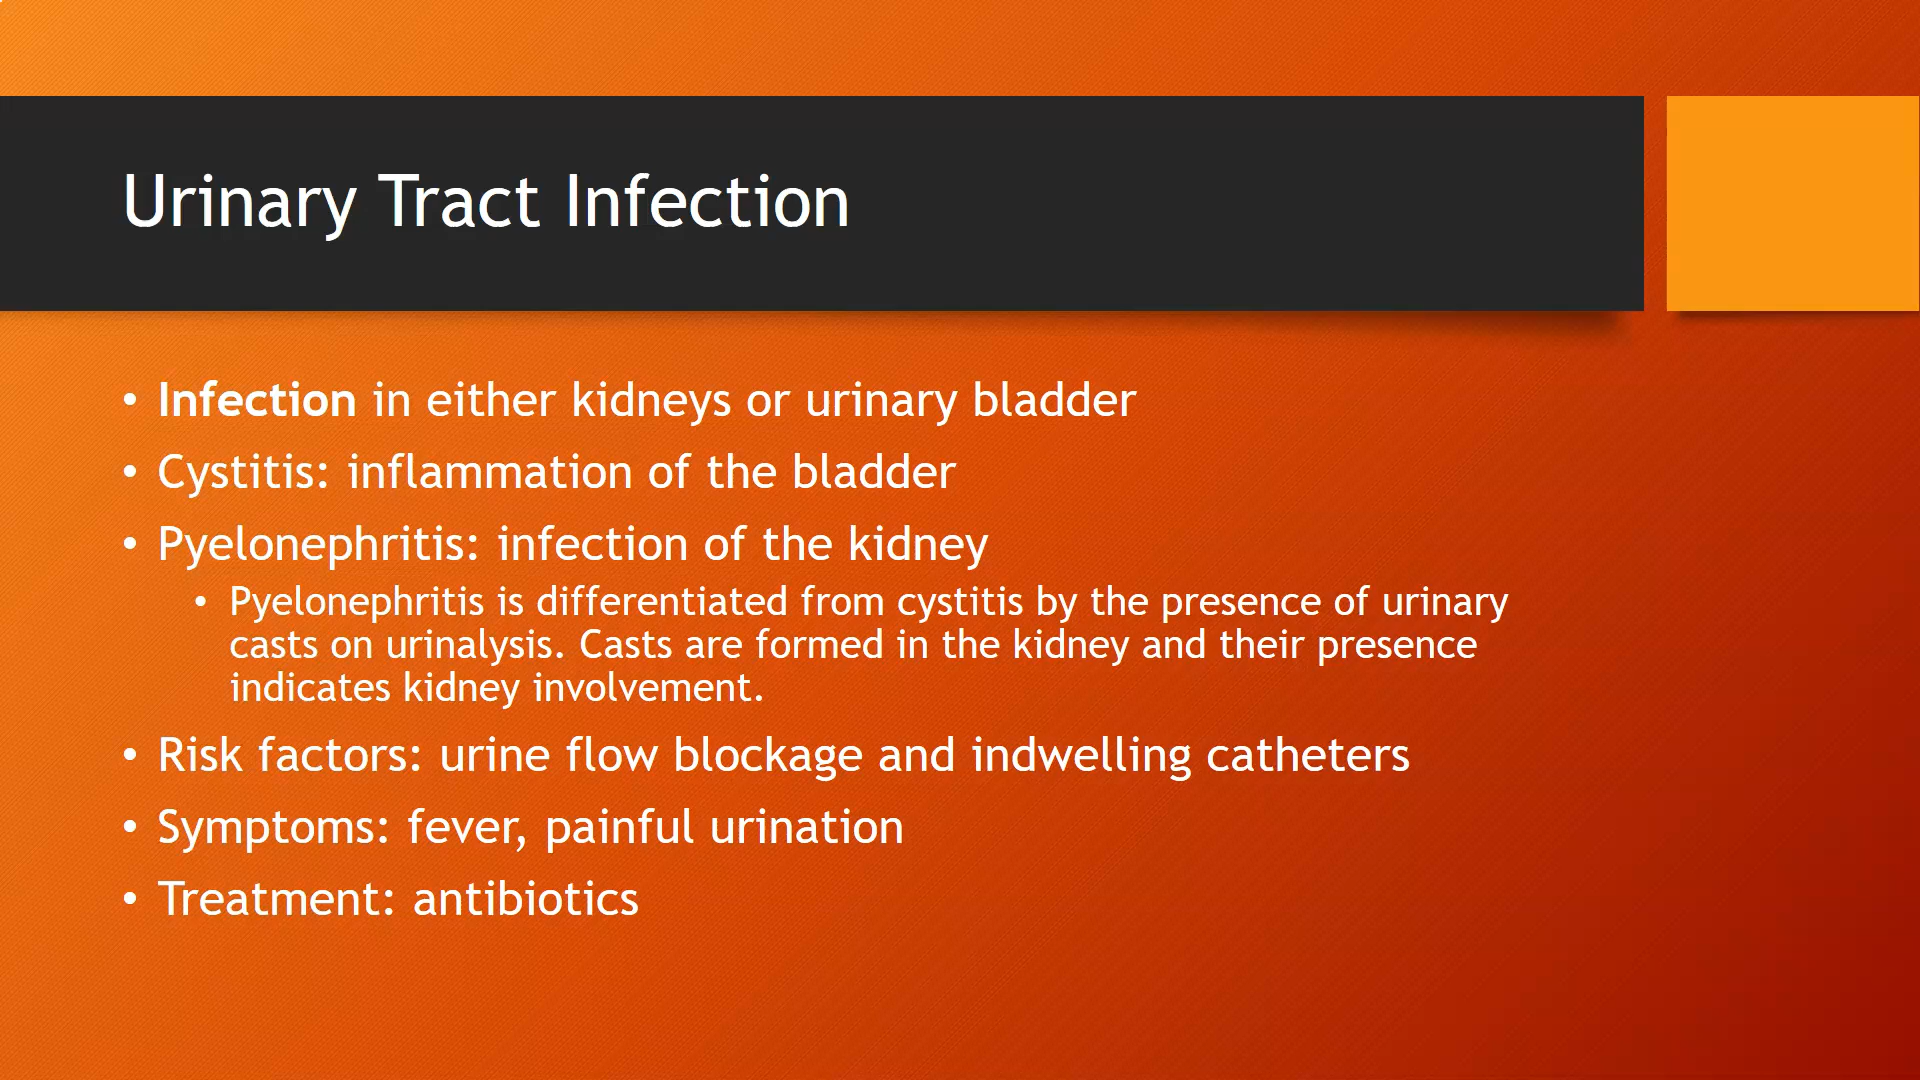 Urinary Tract Infection
• Infection in either kidneys or urinary bladder
• Cystitis: inflammation of the bladder
• Pyelonephritis: infection of the kidney
• Pyelonephritis is differentiated from cystitis by the presence of urinary
casts on urinalysis. Casts are formed in the kidney and their presence
indicates kidney involvement.
• Risk factors: urine flow blockage and indwelling catheters
• Symptoms: fever, painful urination
• Treatment: antibiotics